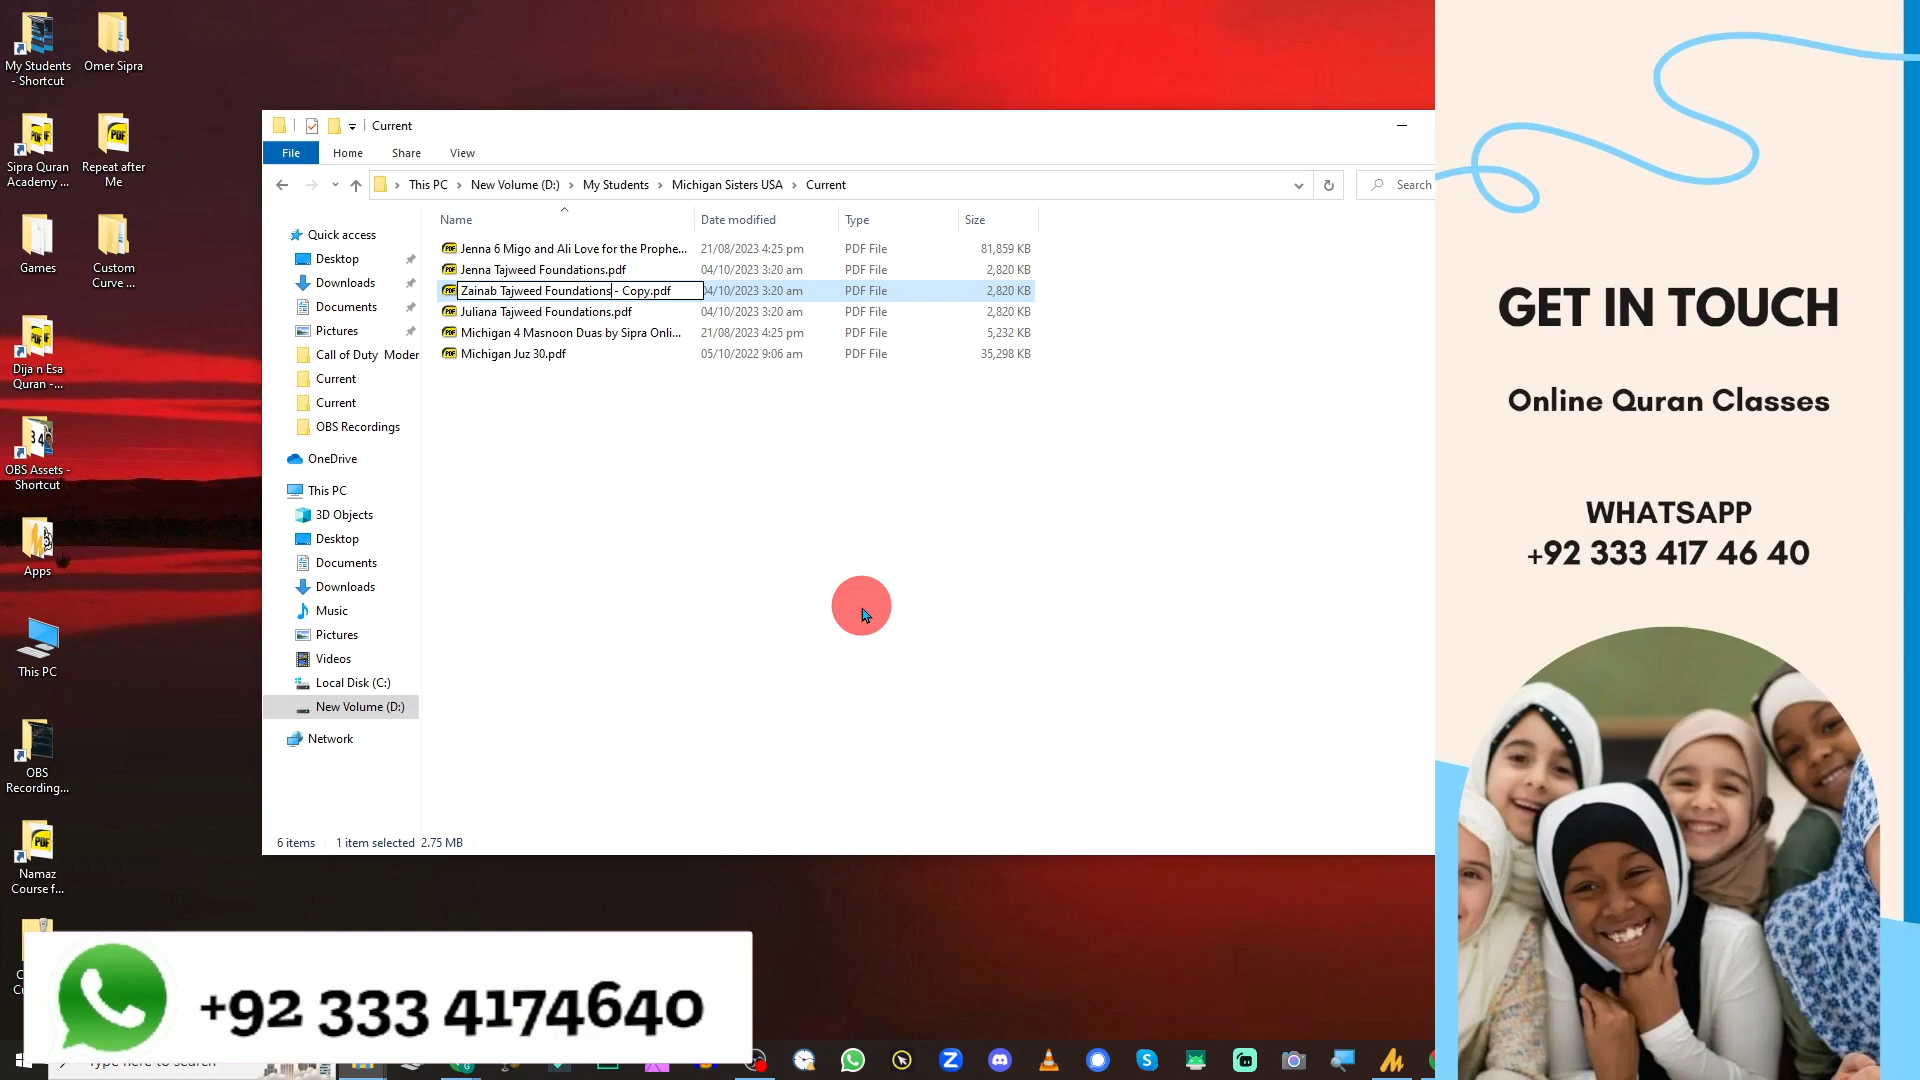 My Students
- Shortcut
Omer Sipra
Sipra Quran
Academy ...
Repeat after
Me
Games
Custom
Curve ...
Dija n Esa
Quran -...
OBS Assets -
Shortcut
Apps
This PC
OBS
Recording...
Namaz
Course f...
Current
File
Home
Share
View
This PC
New Volume (D:)
My Students
Michigan Sisters USA
Current
Search
Name
Date modified
Type
Size
Jenna 6 Migo and Ali Love for the Prophe... 21/08/2023 4:25 pm PDF File 81,859 KB
Jenna Tajweed Foundations.pdf 04/10/2023 3:20 am PDF File 2,820 KB
Zainab Tajweed Foundations - Copy.pdf 04/10/2023 3:20 am PDF File 2,820 KB
Juliana Tajweed Foundations.pdf 04/10/2023 3:20 am PDF File 2,820 KB
Michigan 4 Masnoon Duas by Sipra Onli... 21/08/2023 4:25 pm PDF File 5,232 KB
Michigan Juz 30.pdf 05/10/2022 9:06 am PDF File 35,298 KB
Quick access
Desktop
Downloads
Documents
Pictures
Call of Duty Moder
Current
Current
OBS Recordings
OneDrive
This PC
3D Objects
Desktop
Documents
Downloads
Music
Pictures
Videos
Local Disk (C:)
New Volume (D:)
Network
6 items
1 item selected 2.75 MB
GET IN TOUCH
Online Quran Classes
WHATSAPP
+92 333 417 46 40
+92 333 4174640